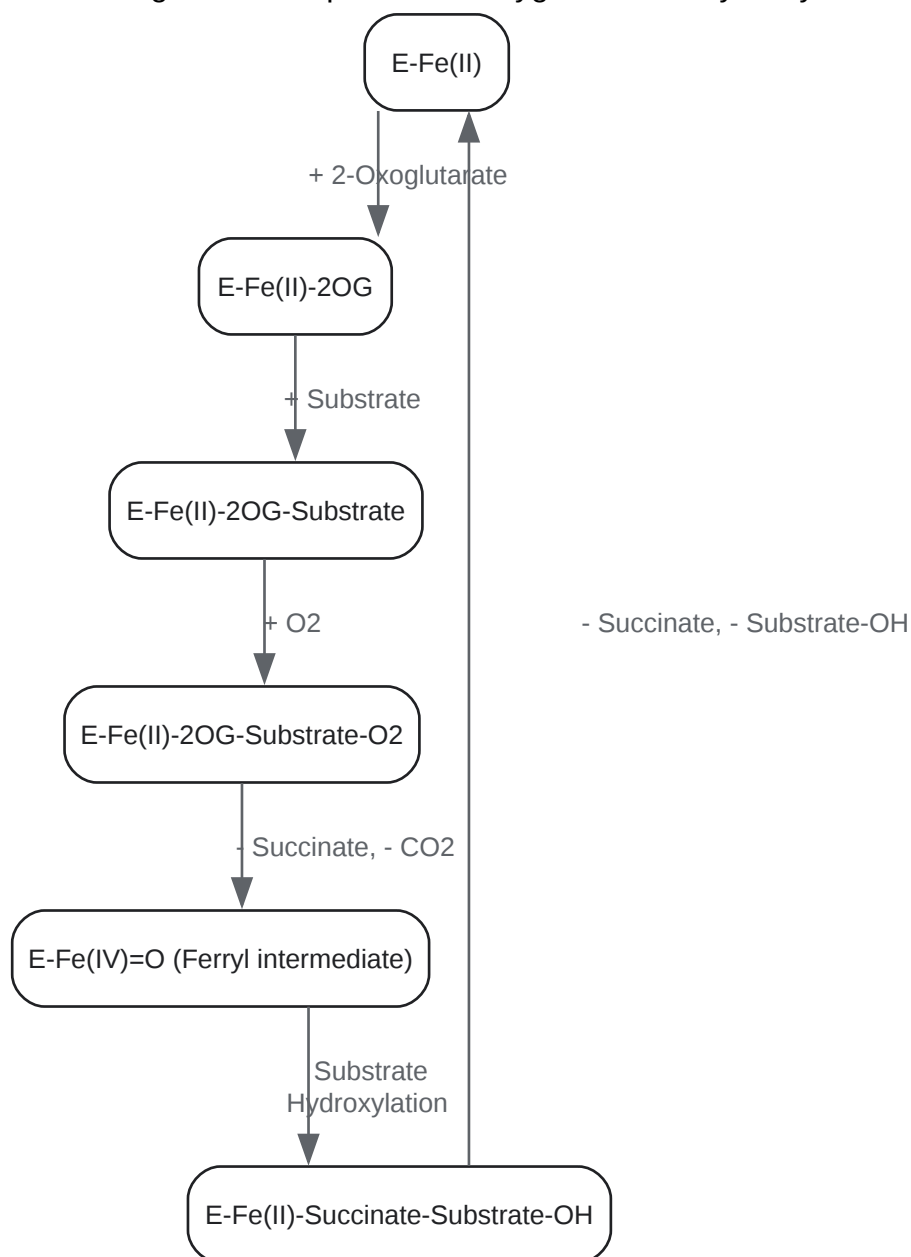 E-Fe(II)
+ 2-Oxoglutarate
E-Fe(II)-2OG
+ Substrate
E-Fe(II)-2OG-Substrate
+ O2
- Succinate, - Substrate-OH
E-Fe(II)-2OG-Substrate-O2
- Succinate, - CO2
E-Fe(IV)=O (Ferryl intermediate)
Substrate
Hydroxylation
E-Fe(II)-Succinate-Substrate-OH